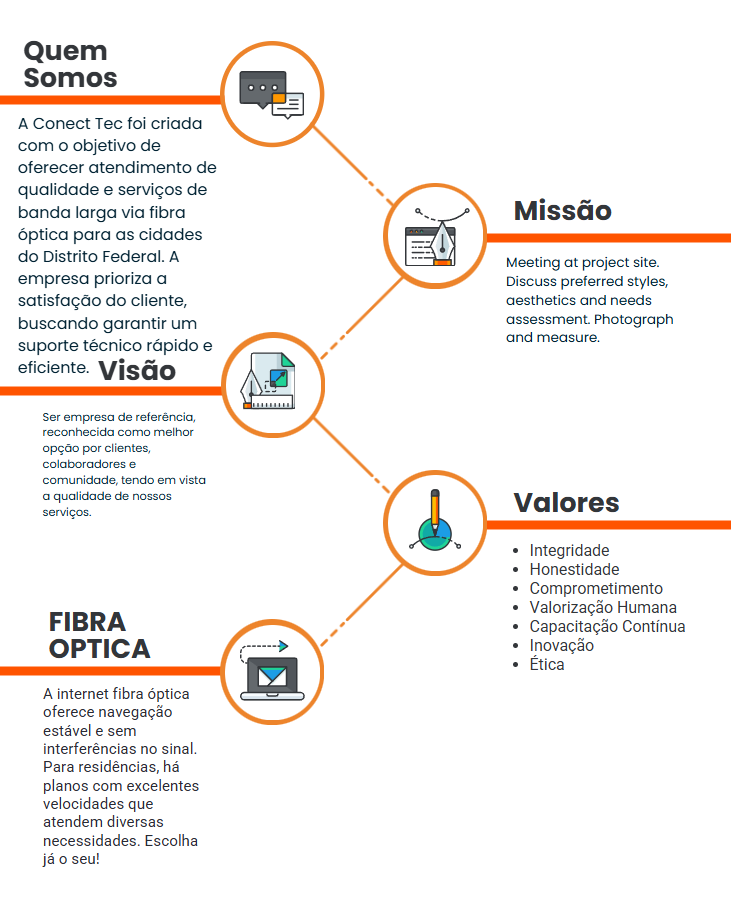 Quem
Somos
A Conect Tec foi criada
com o objetivo de
oferecer atendimento de
qualidade e serviços de
banda larga via fibra
óptica para as cidades
do Distrito Federal. A
empresa prioriza a
satisfação do cliente,
buscando garantir um
suporte técnico rápido e
eficiente.
Missão
Meeting at project site.
Discuss preferred styles,
aesthetics and needs
assessment. Photograph
and measure.
Visão
Ser empresa de referência,
reconhecida como melhor
opção por clientes,
colaboradores e
comunidade, tendo em vista
a qualidade de nossos
serviços.
Valores
• Integridade
• Honestidade
• Comprometimento
• Valorização Humana
• Capacitação Contínua
• Inovação
• Ética
FIBRA
OPTICA
A internet fibra óptica
oferece navegação
estável e sem
interferências no sinal.
Para residências, há
planos com excelentes
velocidades que
atendem diversas
necessidades. Escolha
já o seu!